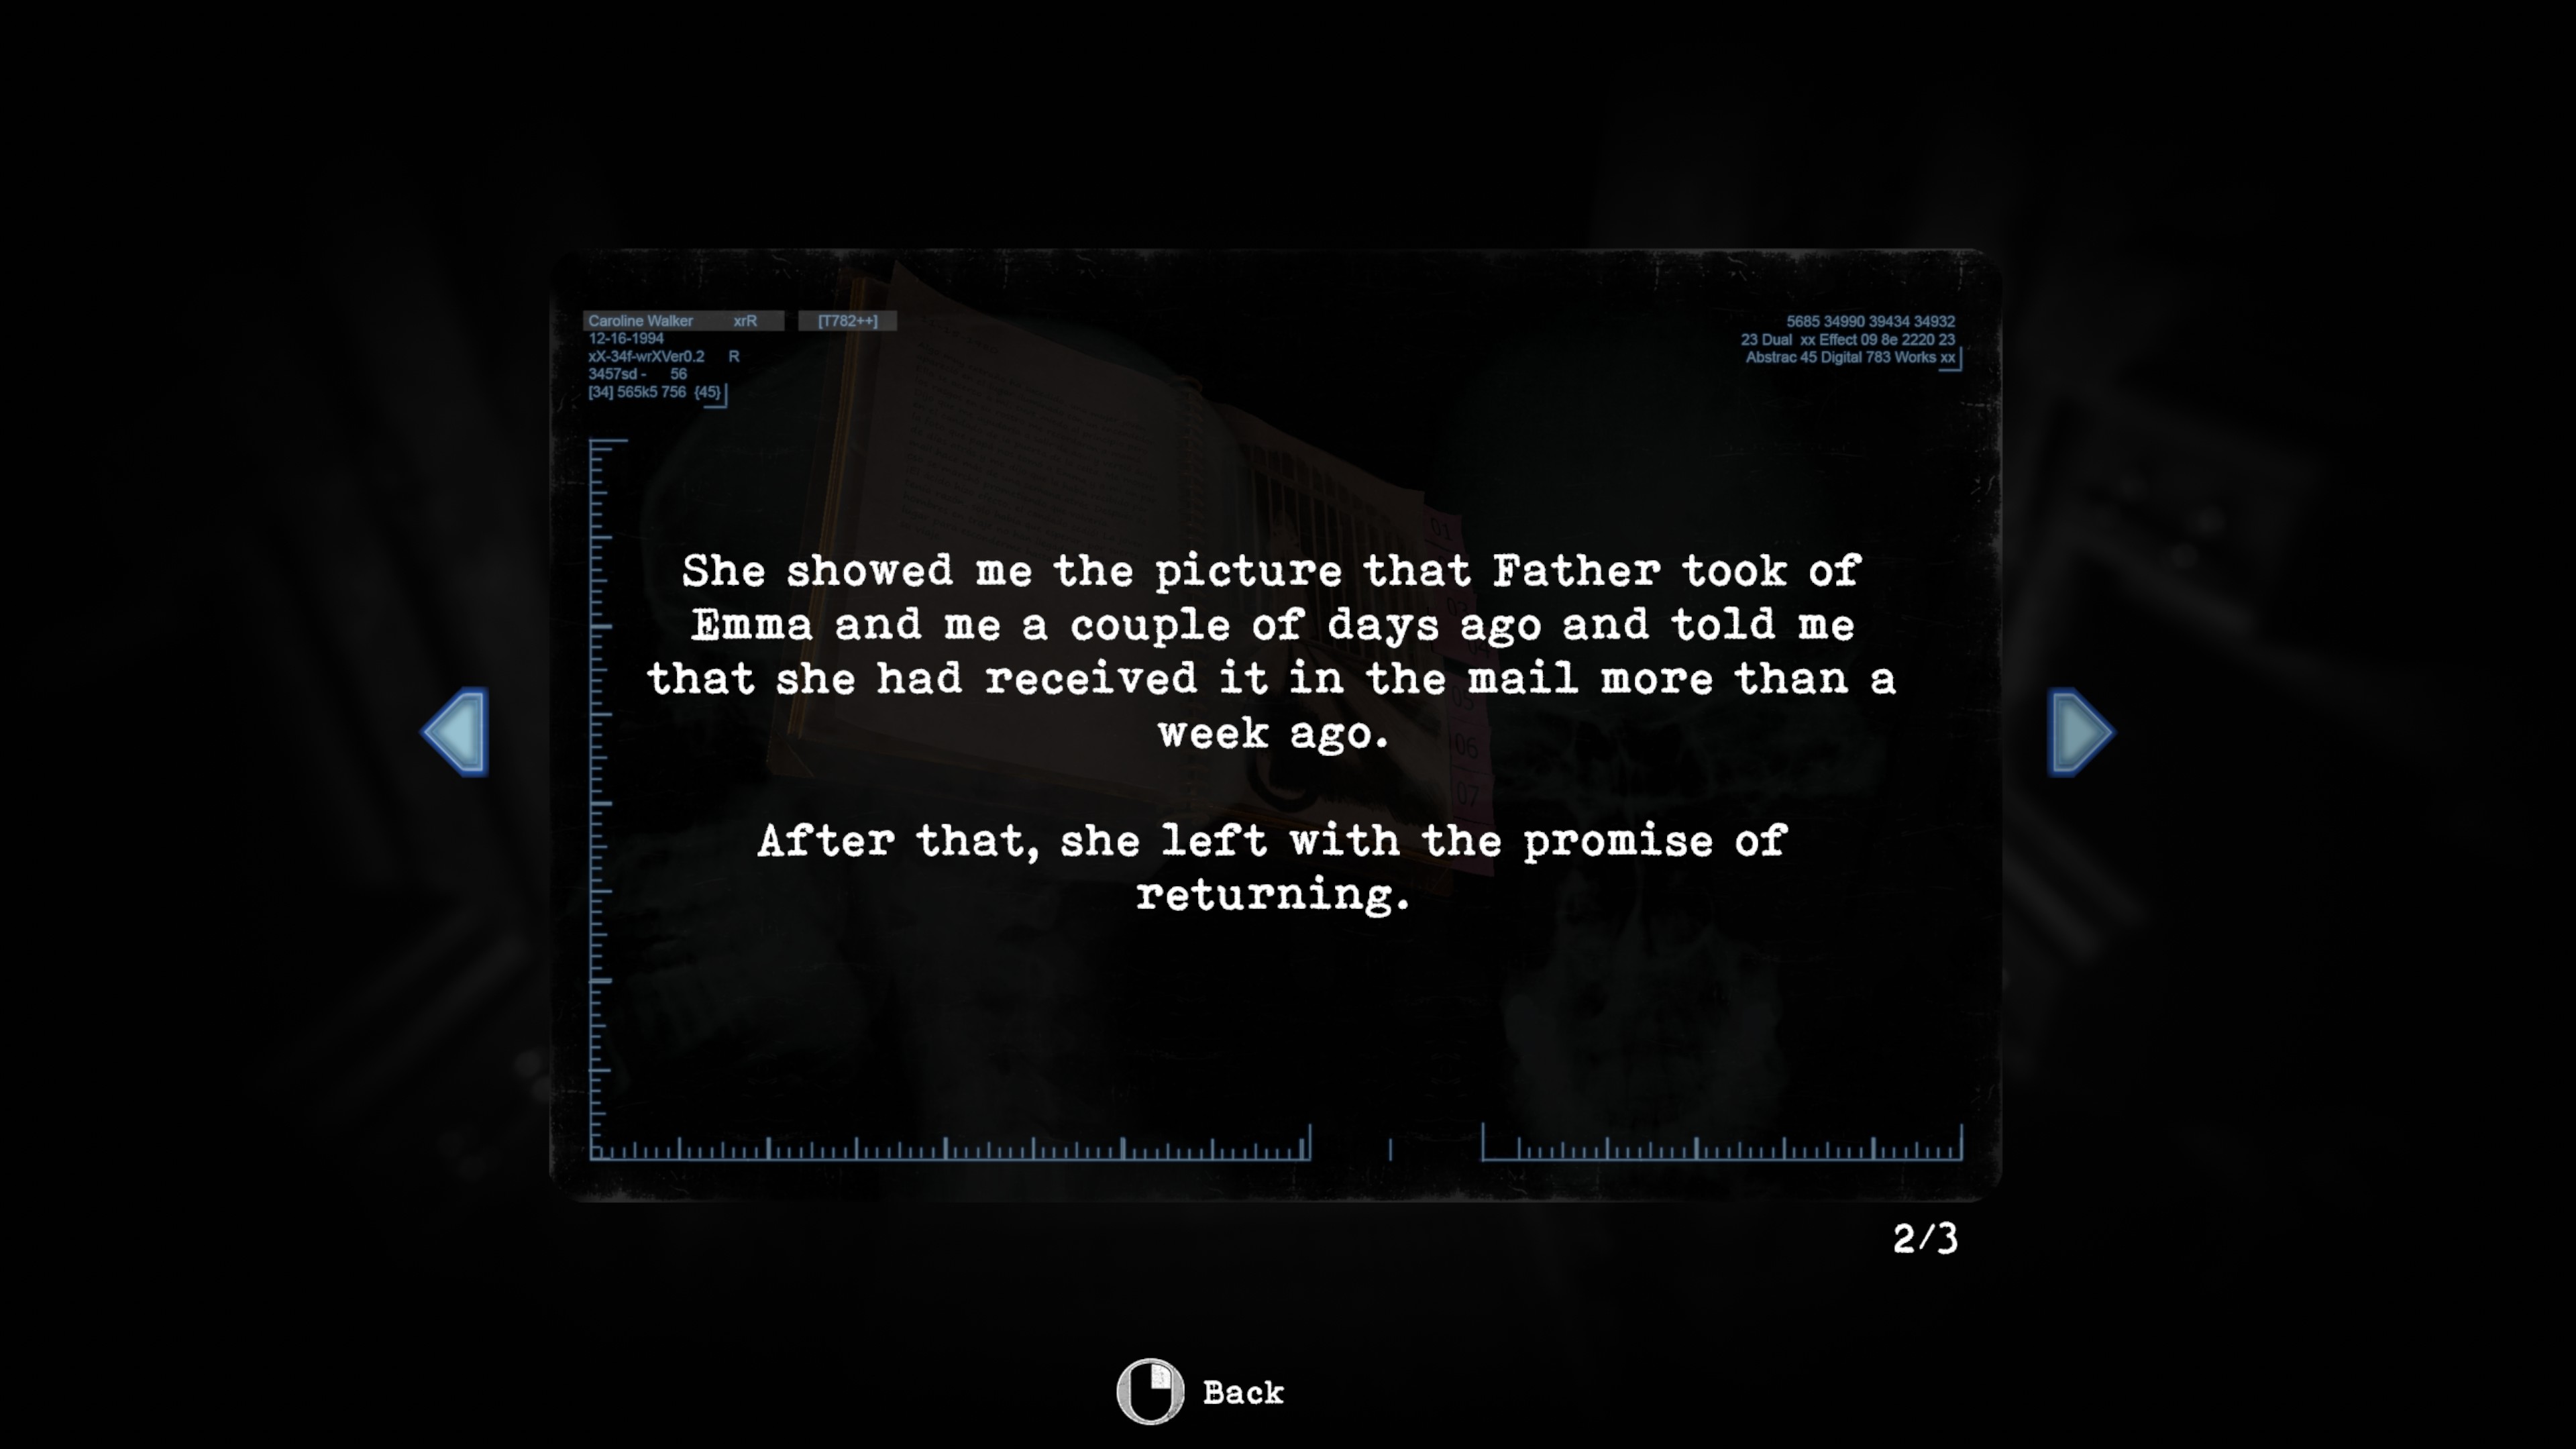 Caroline Walker xrR [T782++]
12-16-1994
xX-34f-wrXVer0.2 R
3457sd - 56
[34] 565k5 756 {45}
5685 34990 39434 34932
23 Dual xx Effect 09 8e 2220 23
Abstrac 45 Digital 783 Works xx
She showed me the picture that Father took of
Emma and me a couple of days ago and told me
that she had received it in the mail more than a
week ago.
After that, she left with the promise of
returning.
01
05
06
07
2/3
Back